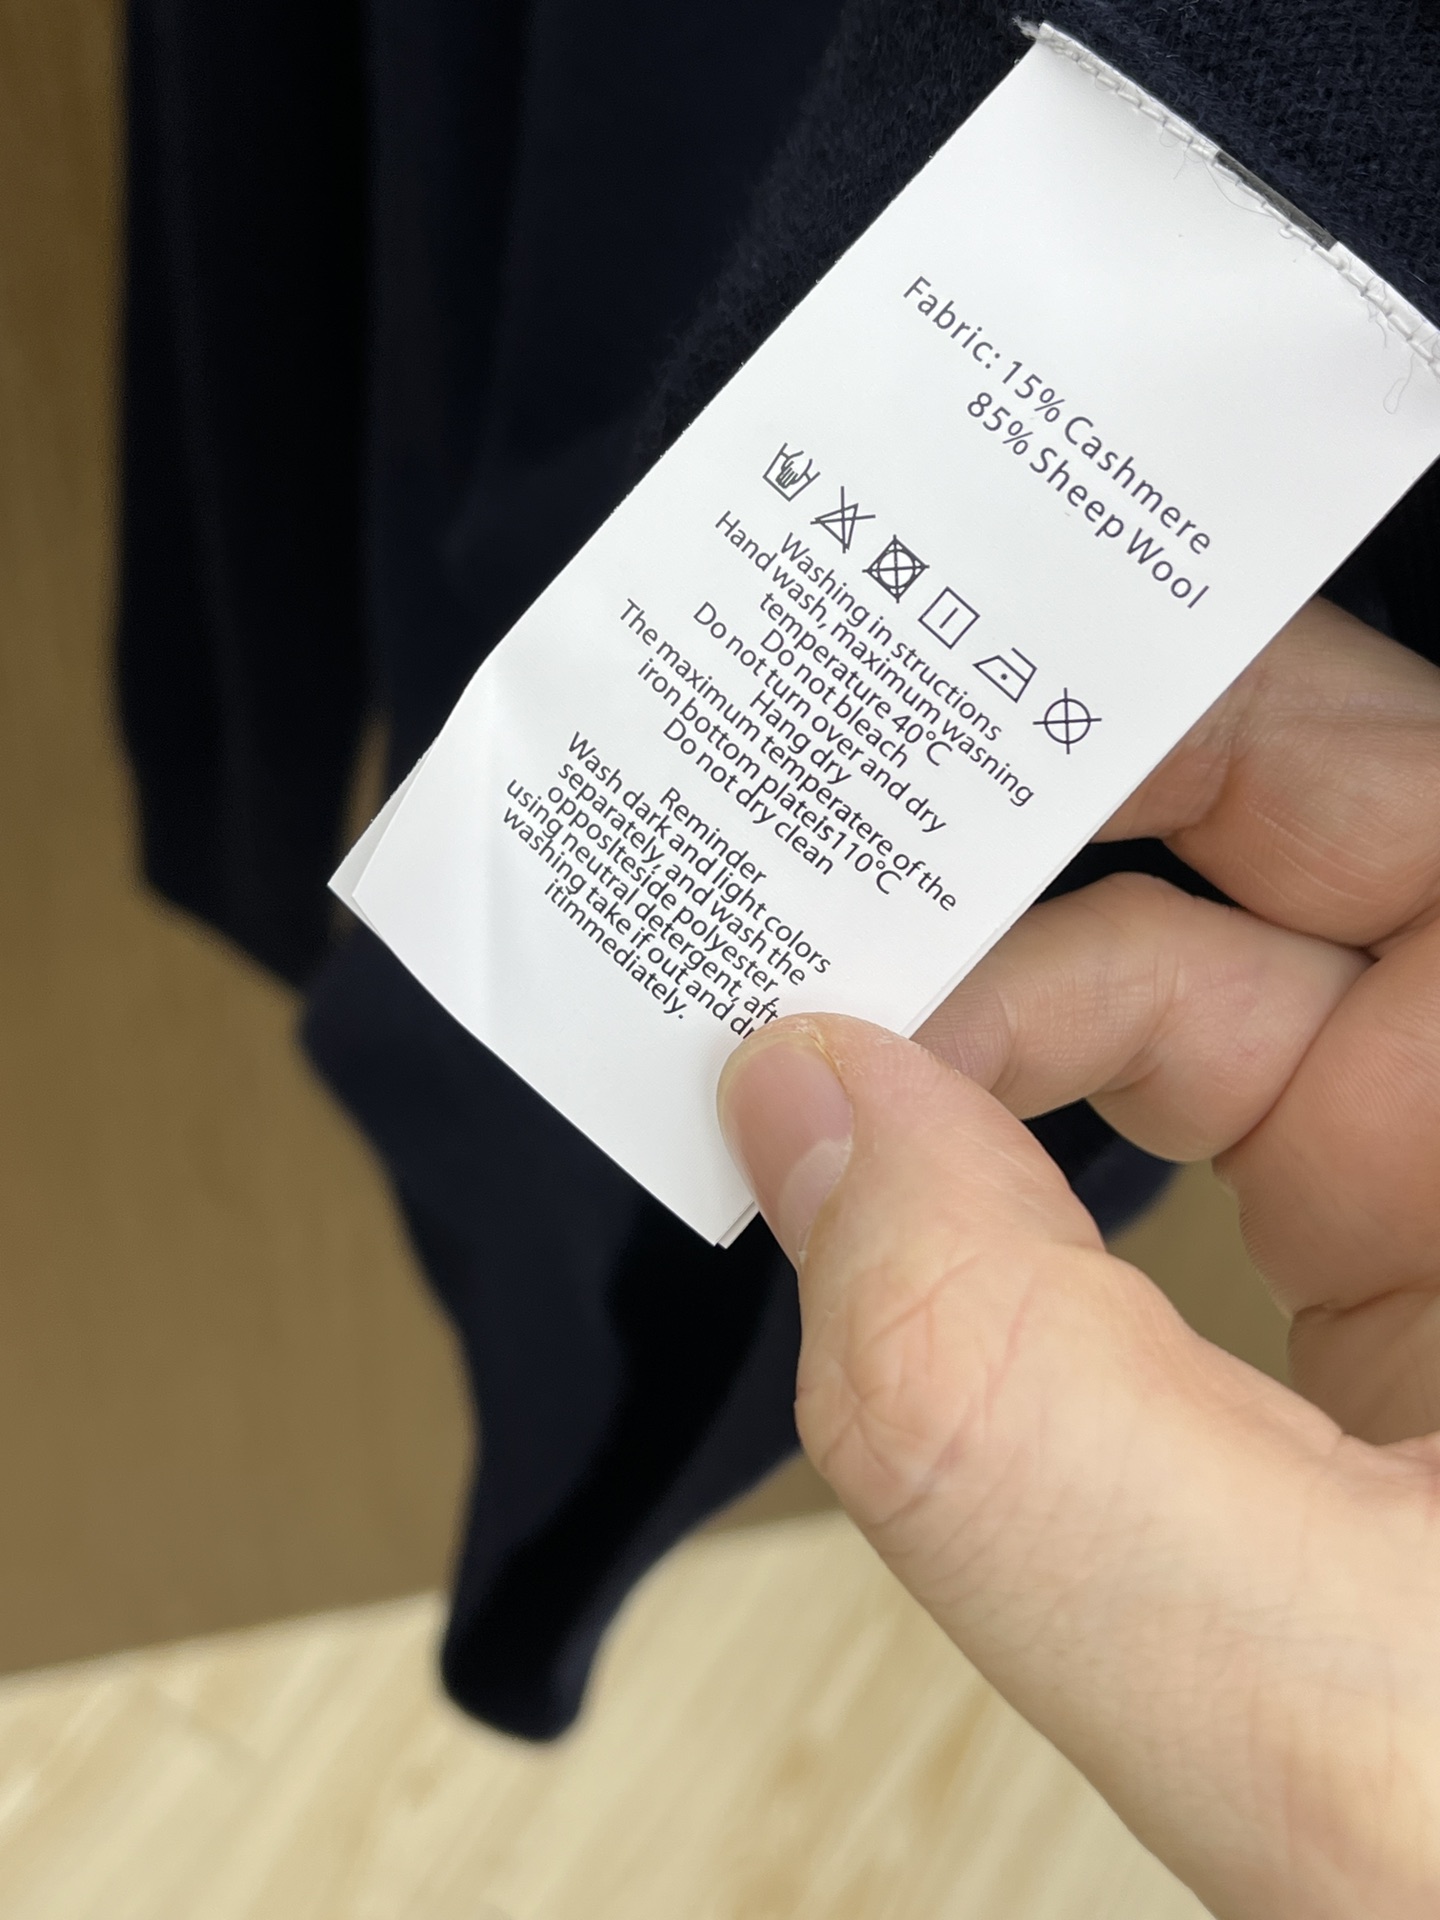 Fabric: 15% Cashmere
85% Sheep Wool
Washing in structions
Hand wash, maximum wasning
temperature 40°C
Do not bleach
Do not turn over and dry
Hang dry
The maximum temperatere of the
iron bottom plateIs110°C
Do not dry clean
Reminder
Wash dark and light colors
separately, and wash the
oppositeside polyester
using neutral detergent, aft
washing take if out and dr
itimmediately.